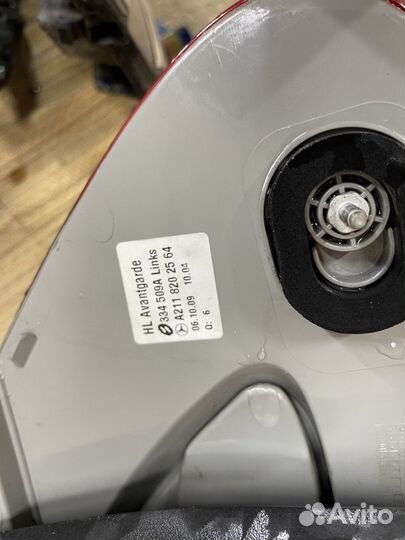 HL Avantgarde
334 509A Links
A211 820 25 64
06.10.09 10.04
Q: 6
Avito